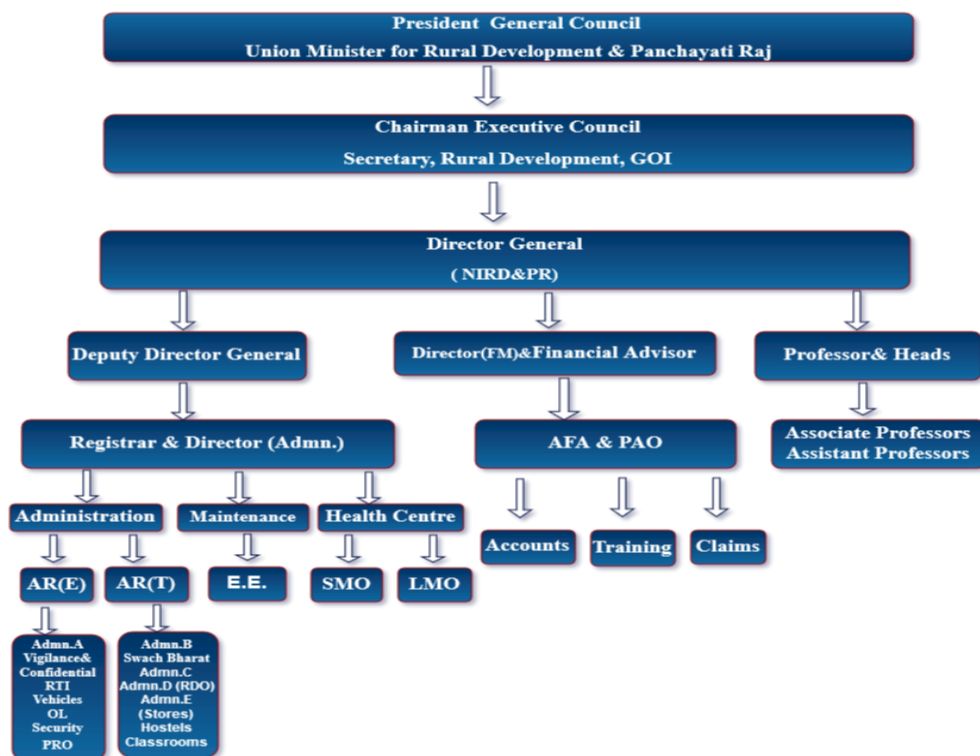 President General Council
Union Minister for Rural Development & Panchayati Raj
Chairman Executive Council
Secretary, Rural Development, GOI
Director General
( NIRD&PR)
Deputy Director General
Director(FM)&Financial Advisor
Professor& Heads
Registrar & Director (Admn.)
AFA & PAO
Associate Professors
Assistant Professors
Administration
Maintenance
Health Centre
Accounts
Training
Claims
AR(E)
AR(T)
E.E.
SMO
LMO
Admn.A
Vigilance&
Confidential
RTI
Vehicles
OL
Security
PRO
Admn.B
Swach Bharat
Admn.C
Admn.D (RDO)
Admn.E
(Stores)
Hostels
Classrooms